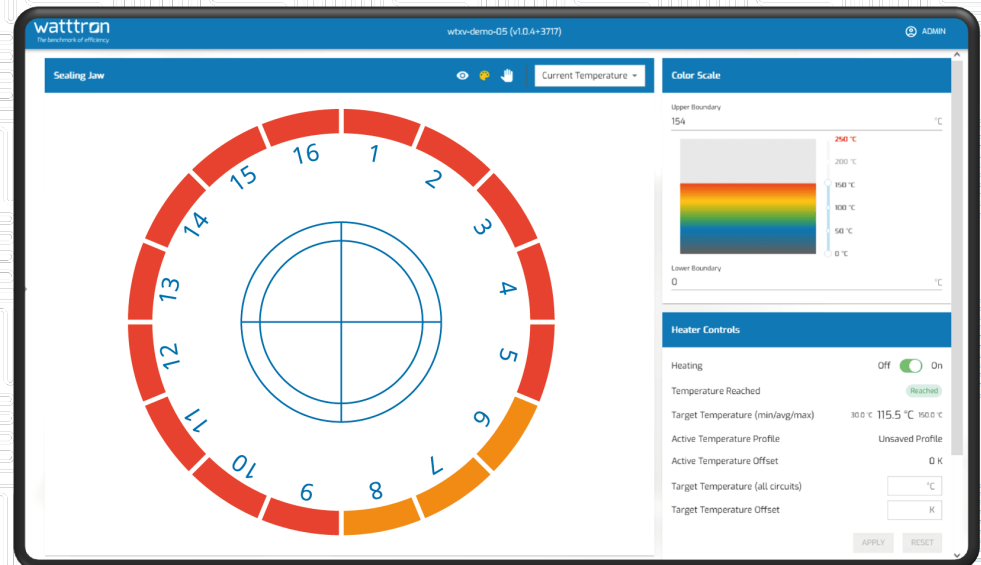 watttron
The benchmark of efficiency
wtxv-demo-05 (v1.0.4+3717)
ADMIN
Sealing Jaw
Current Temperature
16
1
2
3
4
5
6
7
8
9
10
11
12
13
14
15
Color Scale
Upper Boundary
154 °C
250 °C
200 °C
150 °C
100 °C
50 °C
0 °C
Lower Boundary
0 °C
Heater Controls
Heating Off On
Temperature Reached Reached
Target Temperature (min/avg/max) 30.0 °C 115.5 °C 150.0 °C
Active Temperature Profile Unsaved Profile
Active Temperature Offset 0 K
Target Temperature (all circuits) °C
Target Temperature Offset K
APPLY RESET